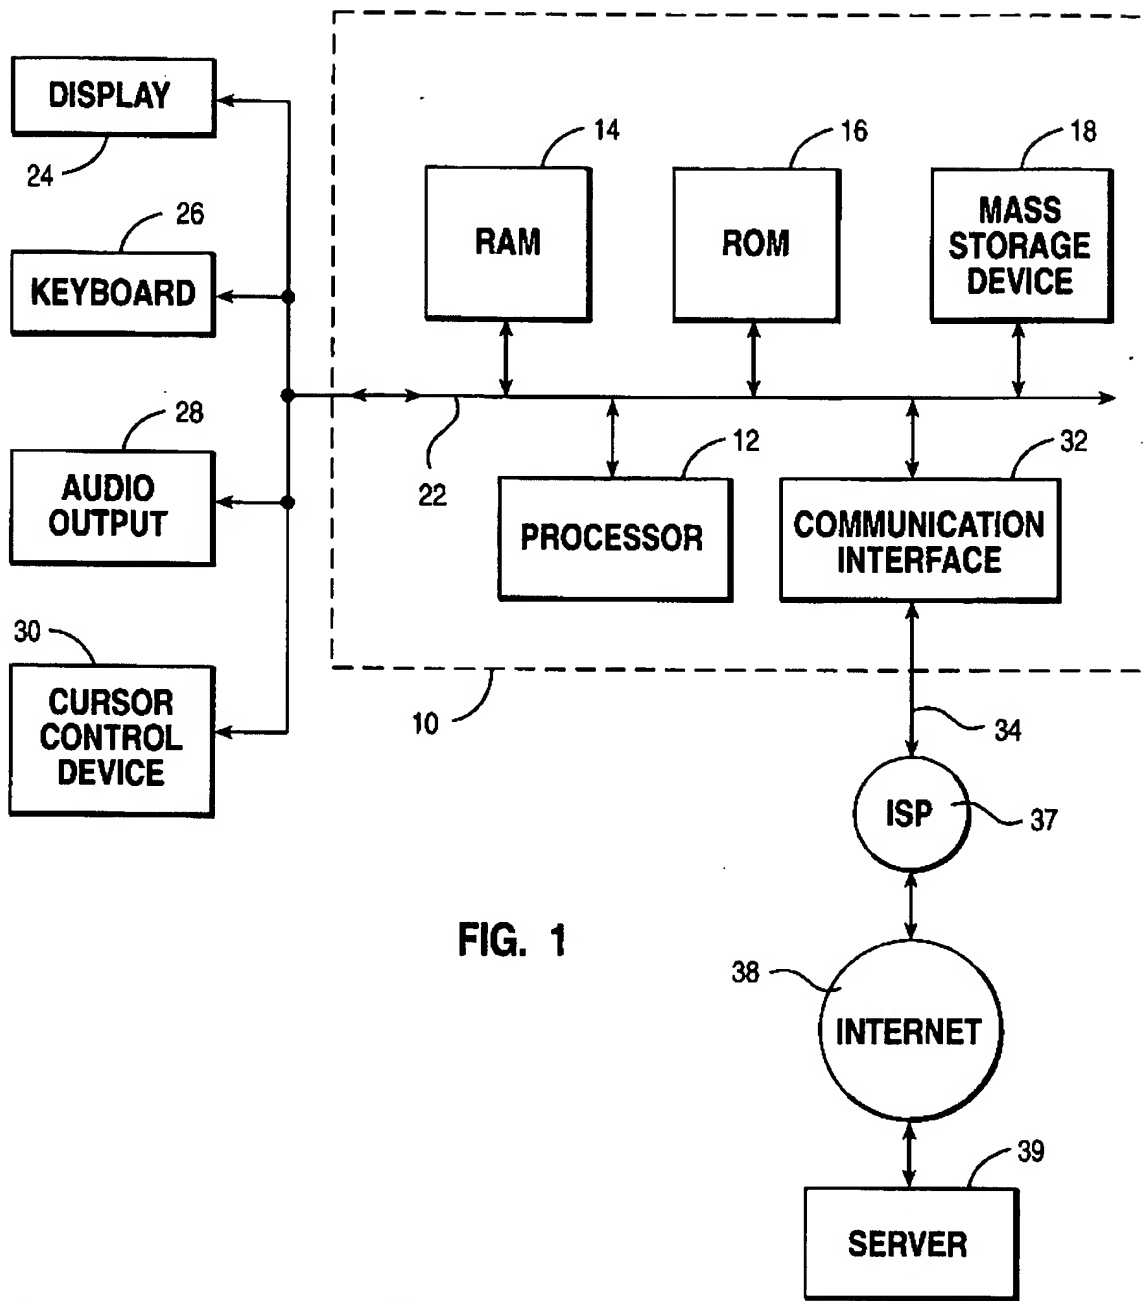 DISPLAY
24
26
KEYBOARD
28
AUDIO
OUTPUT
30
CURSOR
CONTROL
DEVICE
14
RAM
16
ROM
18
MASS
STORAGE
DEVICE
22
12
PROCESSOR
32
COMMUNICATION
INTERFACE
10
34
ISP
37
FIG. 1
38
INTERNET
39
SERVER